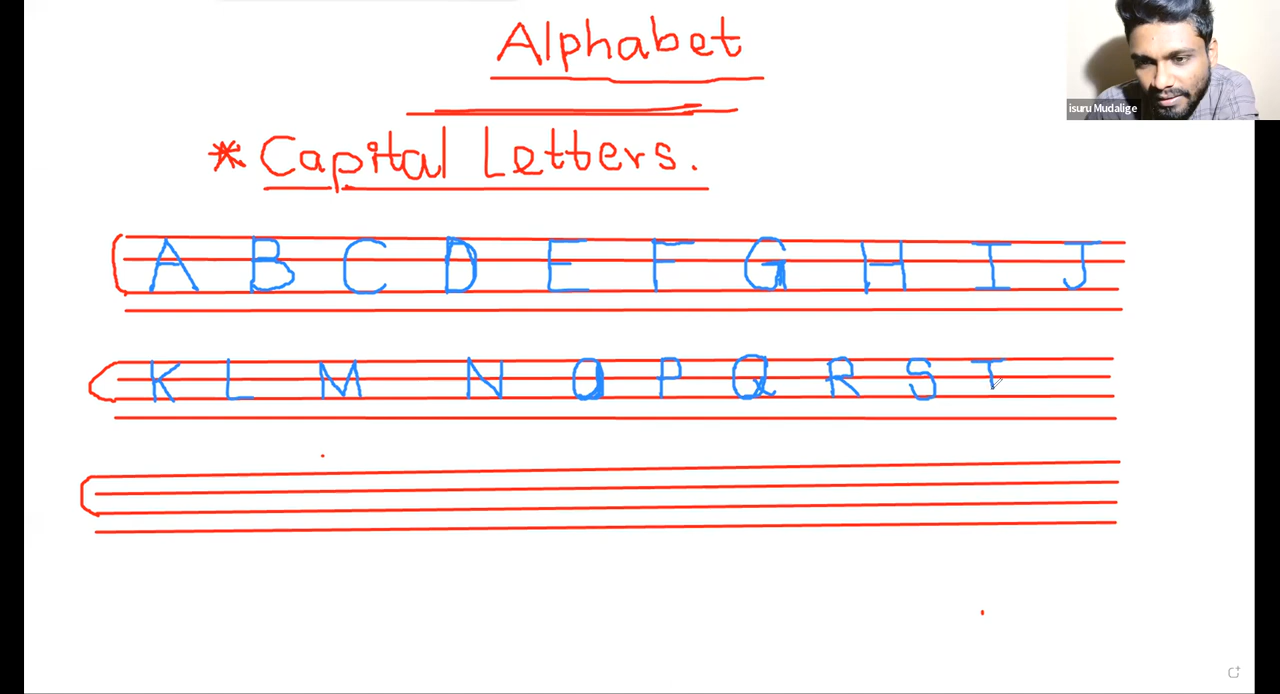 Alphabet
isuru Mudalige
* Capital Letters.
A B C D E F G H I J
K L M N O P Q R S T